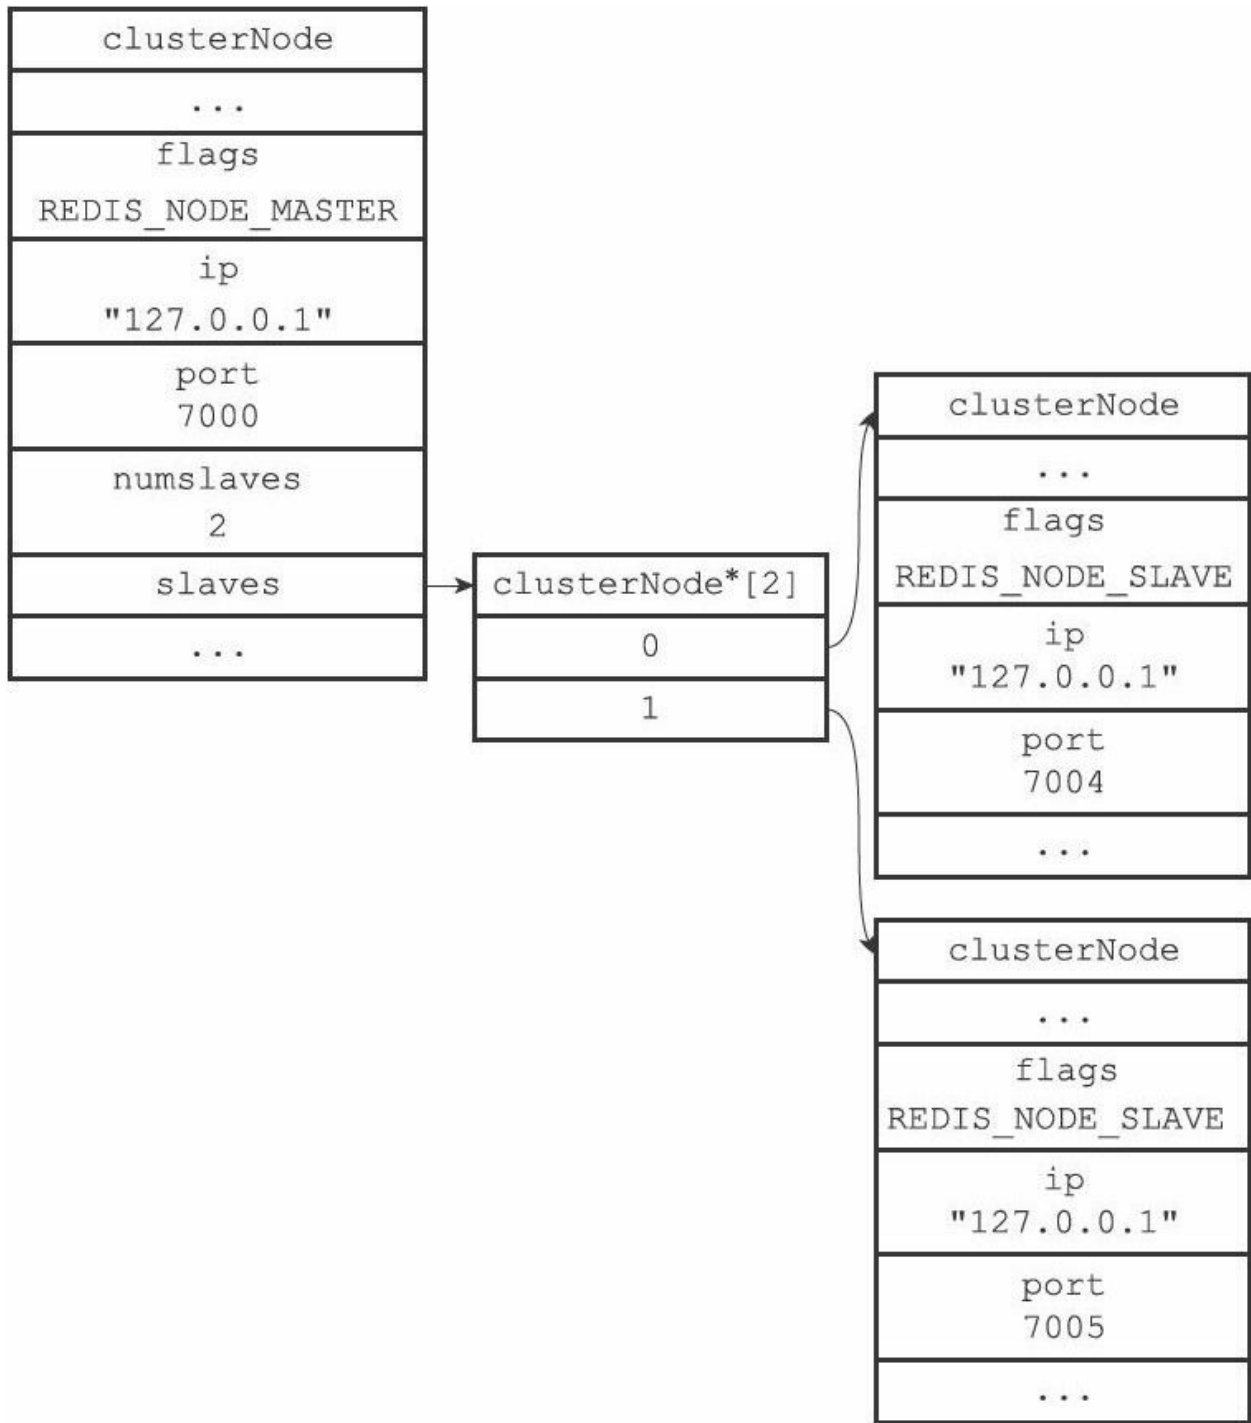 clusterNode
...
flags
REDIS_NODE_MASTER
ip
"127.0.0.1"
port
7000
numslaves
2
slaves
...
clusterNode*[2]
0
1
clusterNode
...
flags
REDIS_NODE_SLAVE
ip
"127.0.0.1"
port
7004
...
clusterNode
...
flags
REDIS_NODE_SLAVE
ip
"127.0.0.1"
port
7005
...